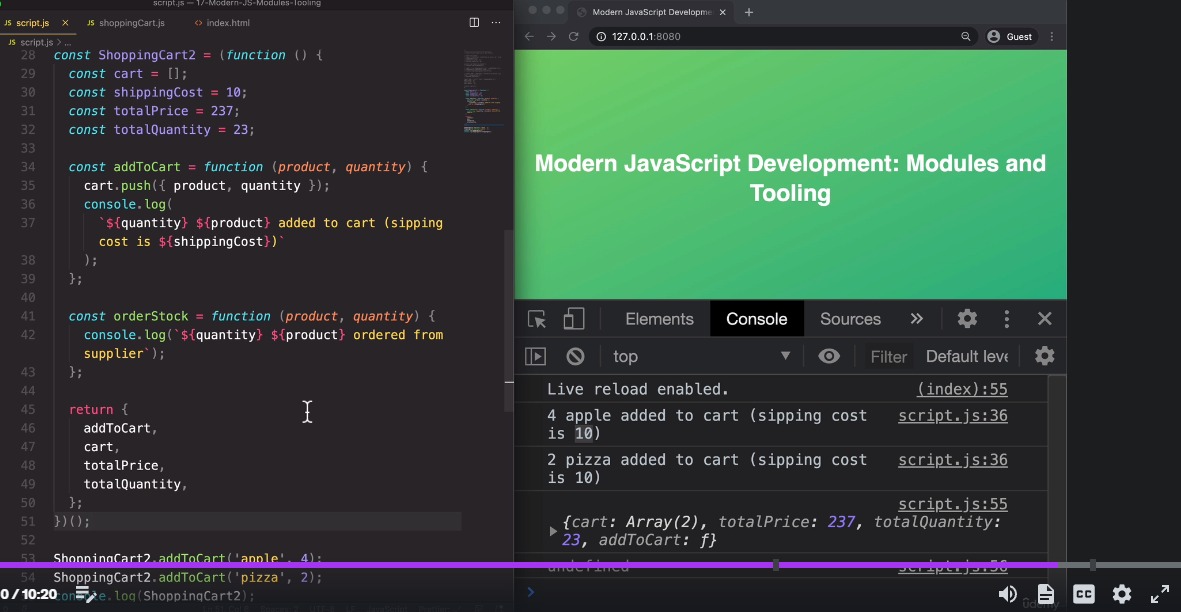 script.js — 17-Modern-JS-Modules-Tooling
JS script.js × JS shoppingCart.js <> index.html ...
JS script.js > ...
28 const ShoppingCart2 = (function () {
29 const cart = [];
30 const shippingCost = 10;
31 const totalPrice = 237;
32 const totalQuantity = 23;
33
34 const addToCart = function (product, quantity) {
35 cart.push({ product, quantity });
36 console.log(
37 `${quantity} ${product} added to cart (sipping
cost is ${shippingCost})`
38 );
39 };
40
41 const orderStock = function (product, quantity) {
42 console.log(`${quantity} ${product} ordered from
supplier`);
43 };
44
45 return {
46 addToCart,
47 cart,
48 totalPrice,
49 totalQuantity,
50 };
51 })();
52
53 ShoppingCart2.addToCart('apple', 4);
54 ShoppingCart2.addToCart('pizza', 2);
console.log(ShoppingCart2);
0 / 10:20
Modern JavaScript Developme × +
127.0.0.1:8080 Guest
Modern JavaScript Development: Modules and
Tooling
Elements Console Sources » ×
top ▼ Filter Default leve
Live reload enabled. (index):55
4 apple added to cart (sipping cost script.js:36
is 10)
2 pizza added to cart (sipping cost script.js:36
is 10)
script.js:55
{cart: Array(2), totalPrice: 237, totalQuantity:
23, addToCart: ƒ}
undefined script.js:56
>
CC
udemy